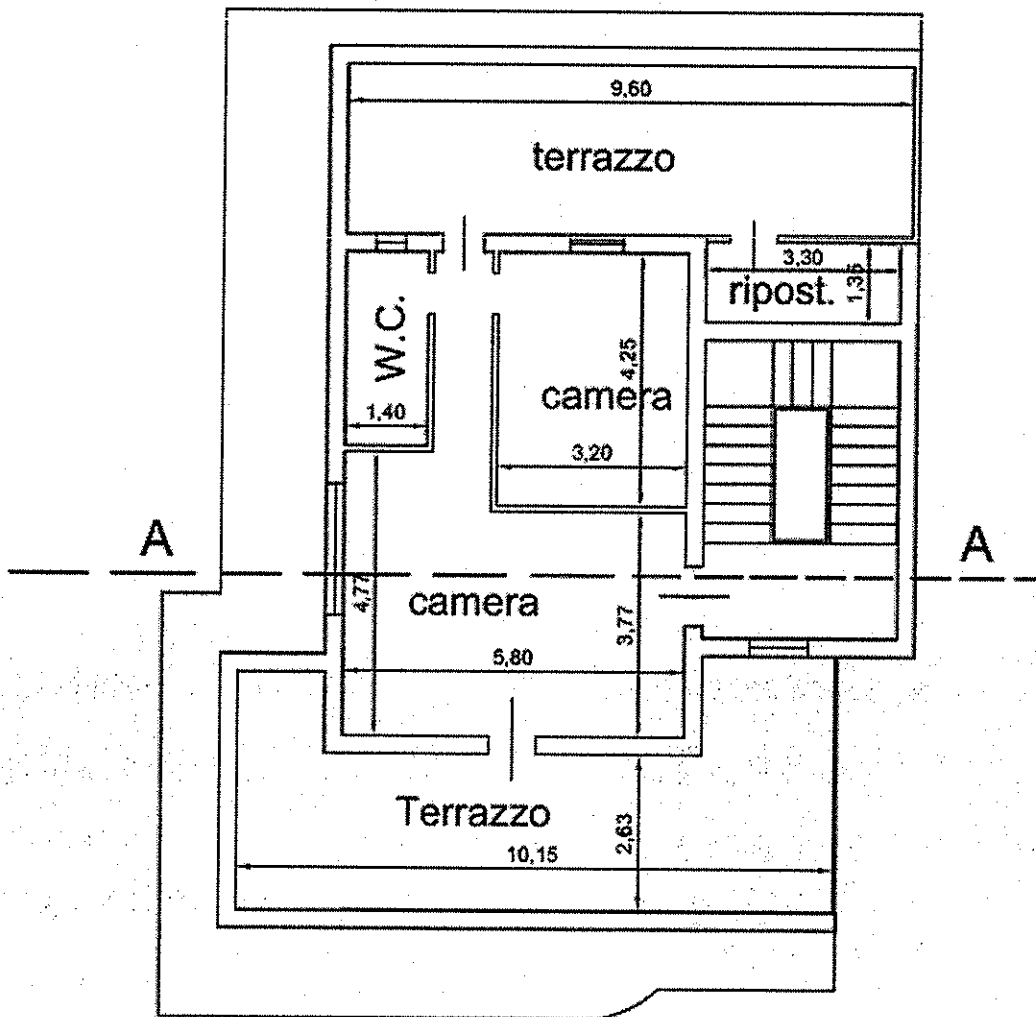 9,60
terrazzo
3,30
ripost.
1,35
W.C.
4,25
camera
1,40
3,20
A
A
4,77
camera
3,77
5,80
Terrazzo
2,63
10,15